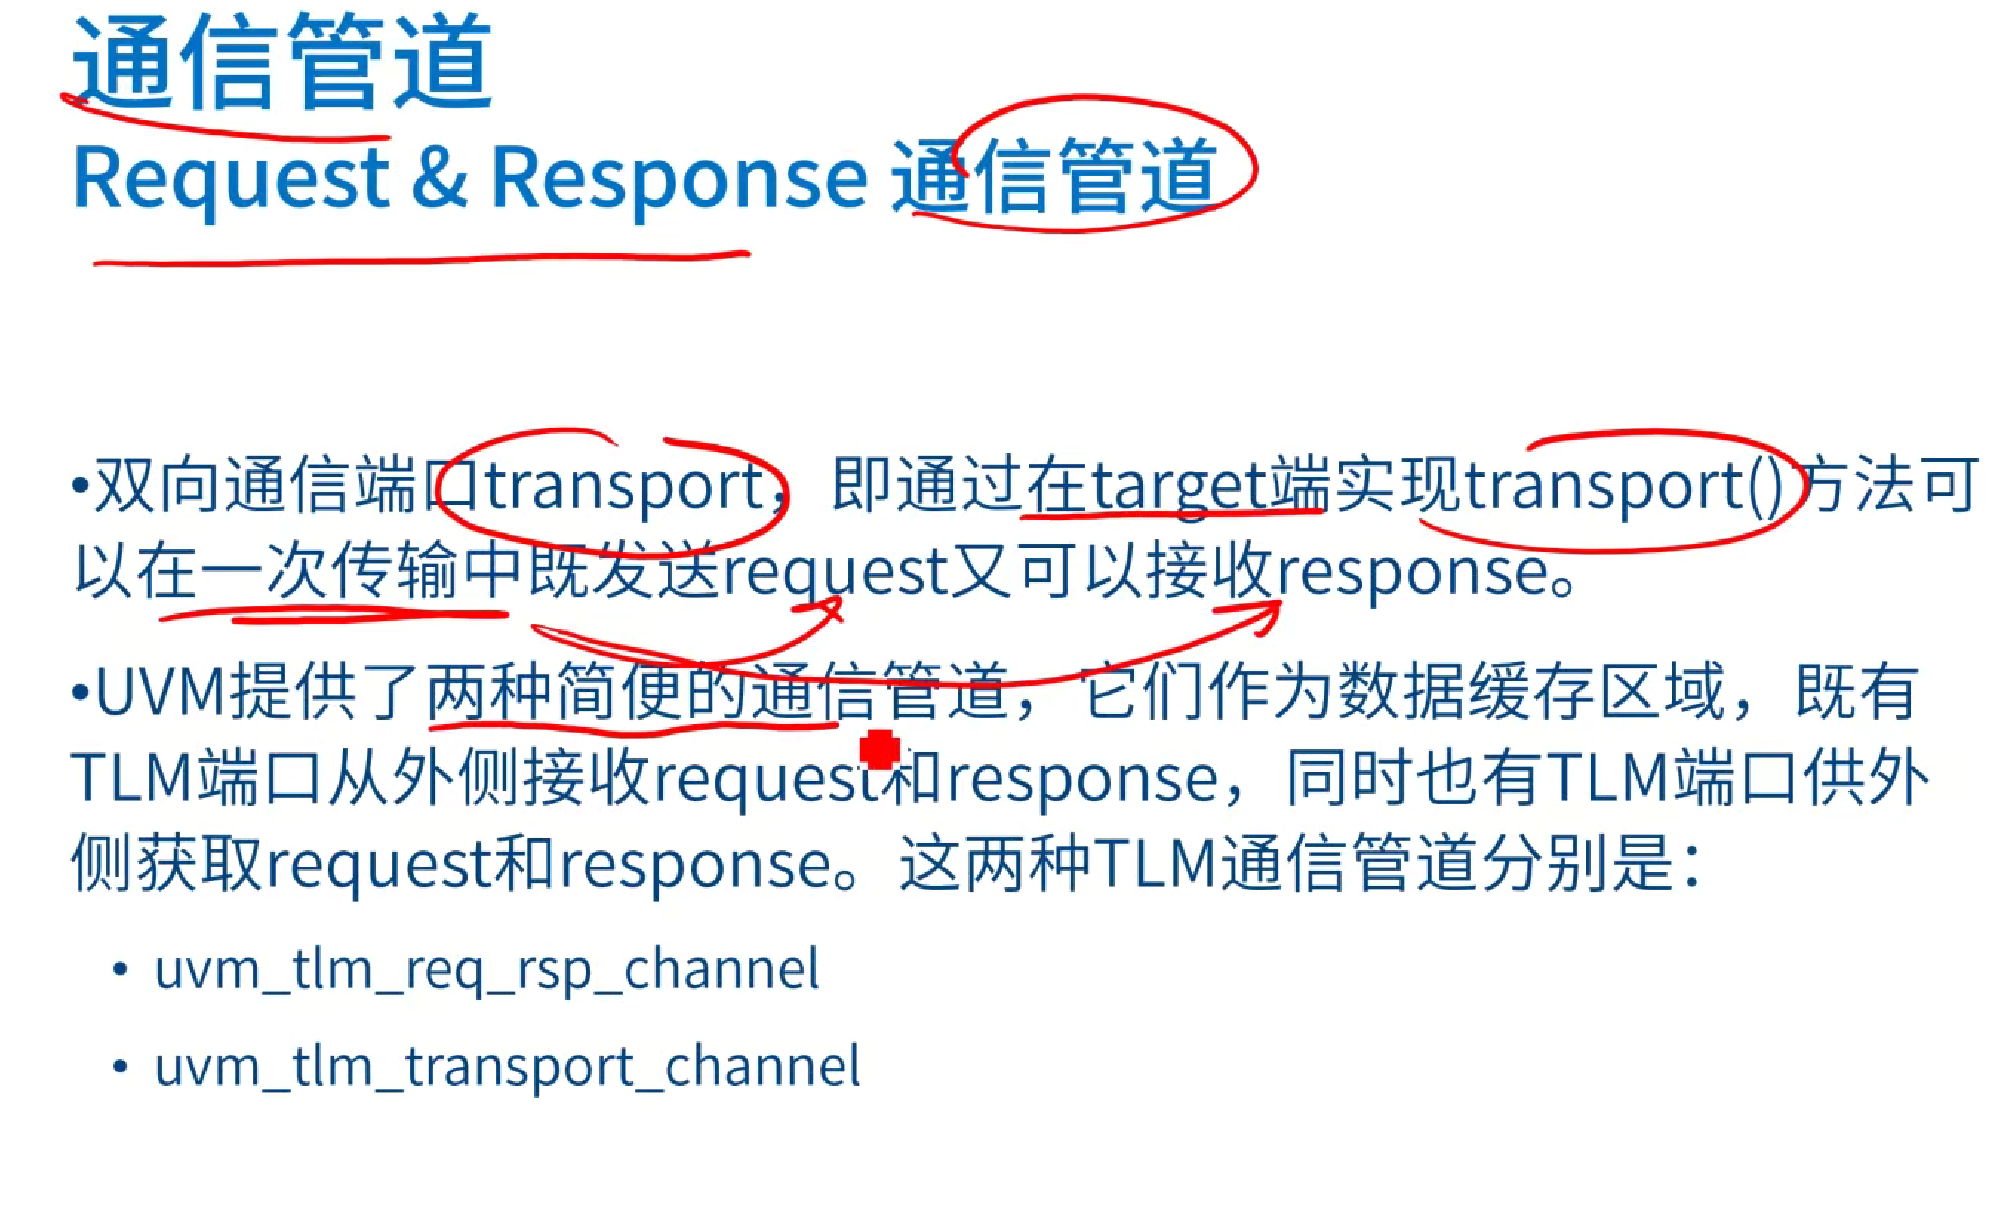 通信管道
Request & Response 通信管道
•双向通信端口transport，即通过在target端实现transport()方法可
以在一次传输中既发送request又可以接收response。
•UVM提供了两种简便的通信管道，它们作为数据缓存区域，既有
TLM端口从外侧接收request和response，同时也有TLM端口供外
侧获取request和response。这两种TLM通信管道分别是：
• uvm_tlm_req_rsp_channel
• uvm_tlm_transport_channel